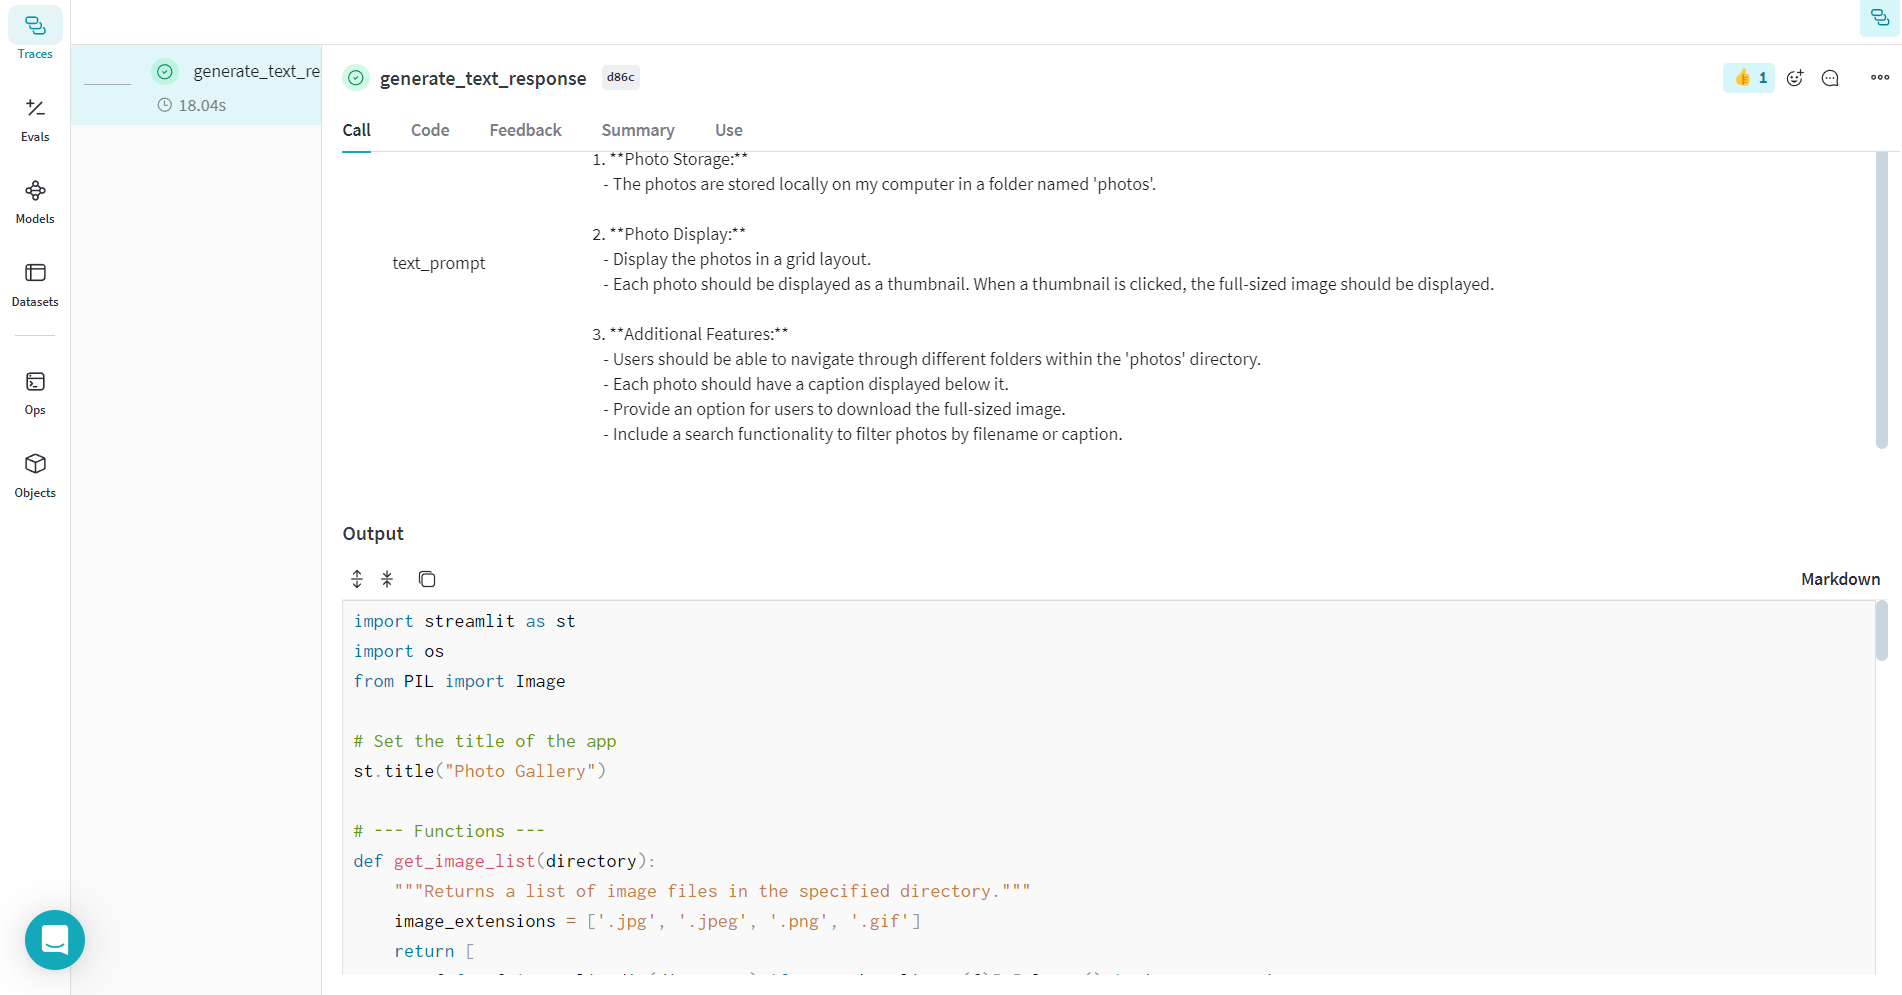 Traces
Evals
Models
Datasets
Ops
Objects
generate_text_re
18.04s
generate_text_response d86c
👍 1
Call Code Feedback Summary Use
text_prompt
1. **Photo Storage:**
- The photos are stored locally on my computer in a folder named 'photos'.
2. **Photo Display:**
- Display the photos in a grid layout.
- Each photo should be displayed as a thumbnail. When a thumbnail is clicked, the full-sized image should be displayed.
3. **Additional Features:**
- Users should be able to navigate through different folders within the 'photos' directory.
- Each photo should have a caption displayed below it.
- Provide an option for users to download the full-sized image.
- Include a search functionality to filter photos by filename or caption.
Output
Markdown
import streamlit as st
import os
from PIL import Image
# Set the title of the app
st.title("Photo Gallery")
# --- Functions ---
def get_image_list(directory):
"""Returns a list of image files in the specified directory."""
image_extensions = ['.jpg', '.jpeg', '.png', '.gif']
return [